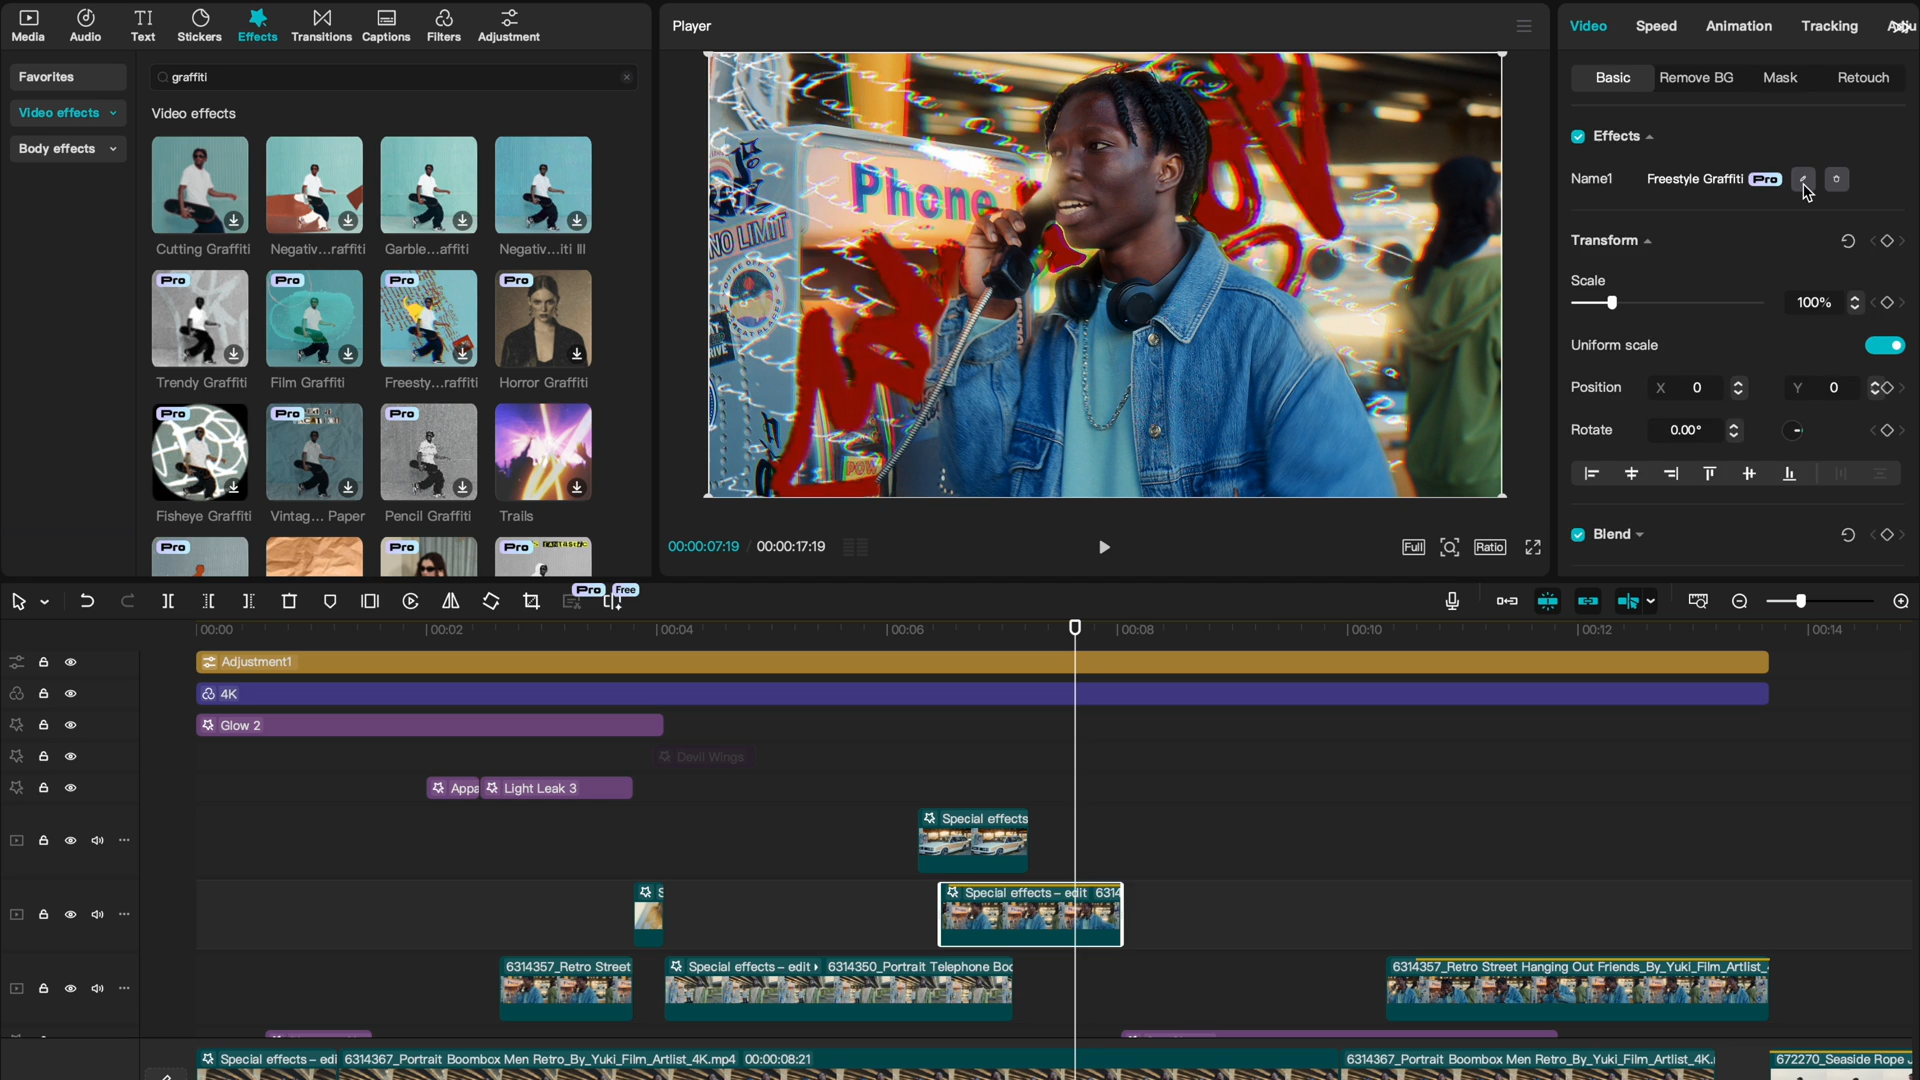 Media
Audio
Text
Stickers
Effects
Transitions
Captions
Filters
Adjustment
Player
Video
Speed
Animation
Tracking
Favorites
graffiti
Basic
Remove BG
Mask
Retouch
Video effects
Video effects
Body effects
Effects
Name1
Freestyle Graffiti
Pro
Cutting Graffiti
Negativ...raffiti
Garble...affiti
Negativ...iti III
Phone
NO LIMIT
Transform
Scale
100%
Uniform scale
Position
X
0
Y
0
Rotate
0.00°
Pro
Pro
Pro
Pro
Trendy Graffiti
Film Graffiti
Freesty...raffiti
Horror Graffiti
Pro
Pro
Pro
Fisheye Graffiti
Vintag... Paper
Pencil Graffiti
Trails
Pro
Pro
Pro
00:00:07:19 / 00:00:17:19
Full
Ratio
Blend
Pro
Free
00:00
00:02
00:04
00:06
00:08
00:10
00:12
00:14
Adjustment1
4K
Glow 2
Devil Wings
Appa
Light Leak 3
Special effects
S
Special effects – edit 6314
6314357_Retro Street
Special effects – edit
6314350_Portrait Telephone Boo
6314357_Retro Street Hanging Out Friends_By_Yuki_Film_Artlist_
Special effects – edi
6314367_Portrait Boombox Men Retro_By_Yuki_Film_Artlist_4K.mp4 00:00:08:21
6314367_Portrait Boombox Men Retro_By_Yuki_Film_Artlist_4K.
672270_Seaside Rope J